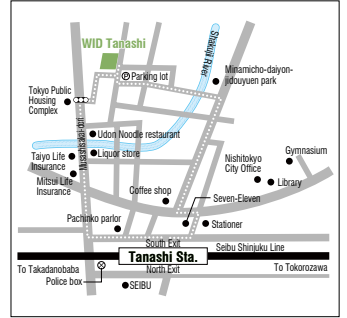 WID Tanashi
Shakujii River
Parking lot
Minamicho-daiyon-
jidouyuen park
Tokyo Public
Housing
Complex
Musashisakai-dori
Udon Noodle restaurant
Taiyo Life
Insurance
Liquor store
Mitsui Life
Insurance
Gymnasium
Nishitokyo
City Office
Library
Coffee shop
Seven-Eleven
Pachinko parlor
Stationer
South Exit
Seibu Shinjuku Line
Tanashi Sta.
To Takadanobaba
North Exit
To Tokorozawa
Police box
SEIBU